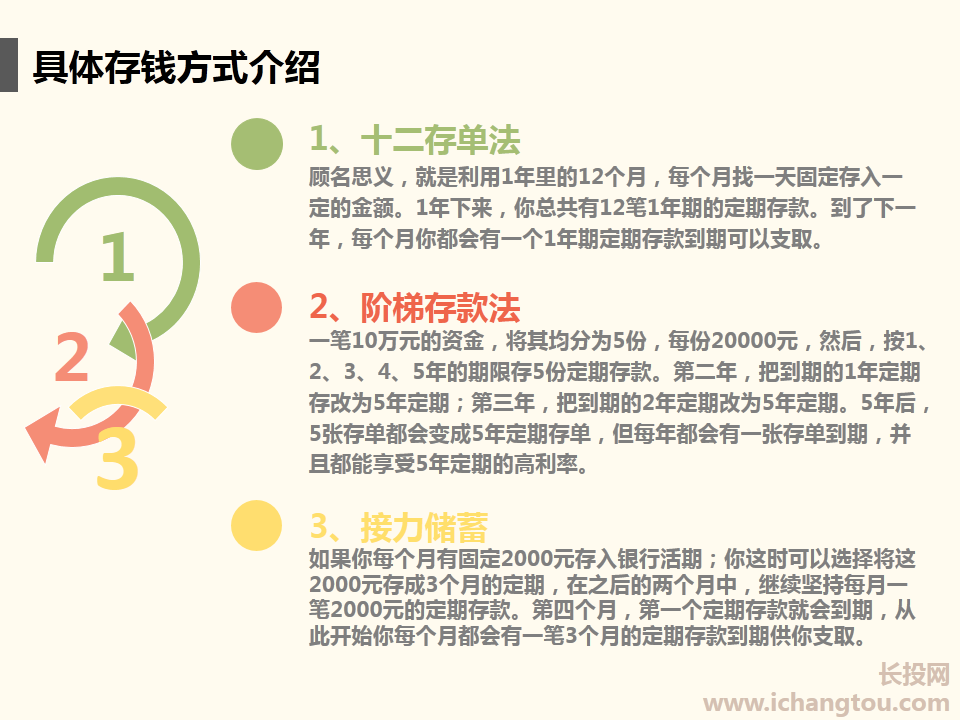 具体存钱方式介绍
1
2
3
1、十二存单法
顾名思义，就是利用1年里的12个月，每个月找一天固定存入一
定的金额。1年下来，你总共有12笔1年期的定期存款。到了下一
年，每个月你都会有一个1年期定期存款到期可以支取。
2、阶梯存款法
一笔10万元的资金，将其均分为5份，每份20000元，然后，按1、
2、3、4、5年的期限存5份定期存款。第二年，把到期的1年定期
存改为5年定期；第三年，把到期的2年定期改为5年定期。5年后，
5张存单都会变成5年定期存单，但每年都会有一张存单到期，并
且都能享受5年定期的高利率。
3、接力储蓄
如果你每个月有固定2000元存入银行活期；你这时可以选择将这
2000元存成3个月的定期，在之后的两个月中，继续坚持每月一
笔2000元的定期存款。第四个月，第一个定期存款就会到期，从
此开始你每个月都会有一笔3个月的定期存款到期供你支取。
长投网
www.ichangtou.com